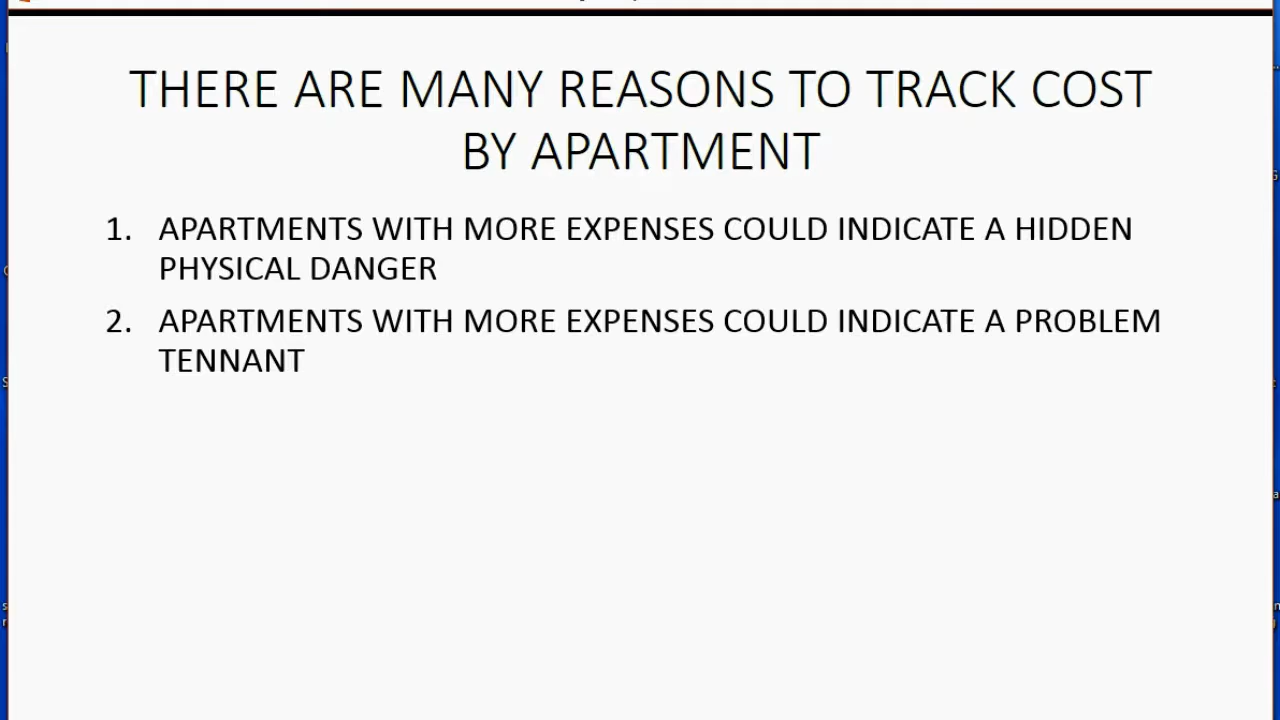 THERE ARE MANY REASONS TO TRACK COST
BY APARTMENT
1. APARTMENTS WITH MORE EXPENSES COULD INDICATE A HIDDEN
PHYSICAL DANGER
2. APARTMENTS WITH MORE EXPENSES COULD INDICATE A PROBLEM
TENNANT